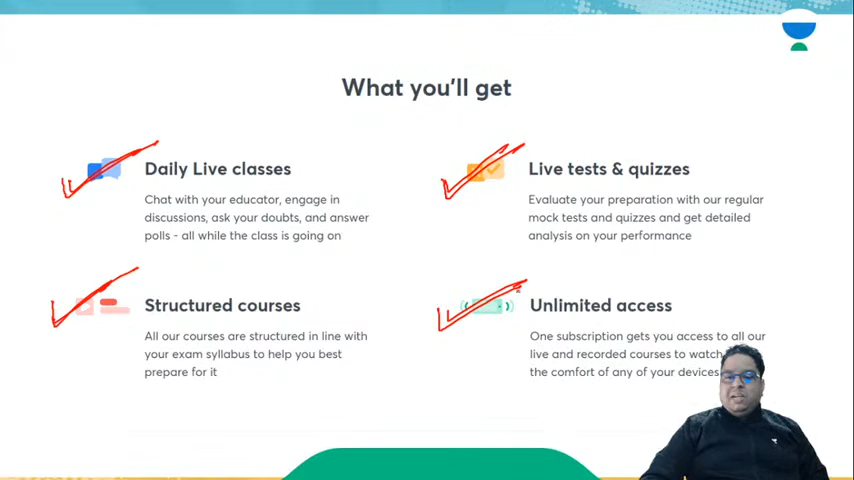 What you'll get
Daily Live classes
Chat with your educator, engage in
discussions, ask your doubts, and answer
polls - all while the class is going on
Live tests & quizzes
Evaluate your preparation with our regular
mock tests and quizzes and get detailed
analysis on your performance
Structured courses
All our courses are structured in line with
your exam syllabus to help you best
prepare for it
Unlimited access
One subscription gets you access to all our
live and recorded courses to watch
the comfort of any of your devices